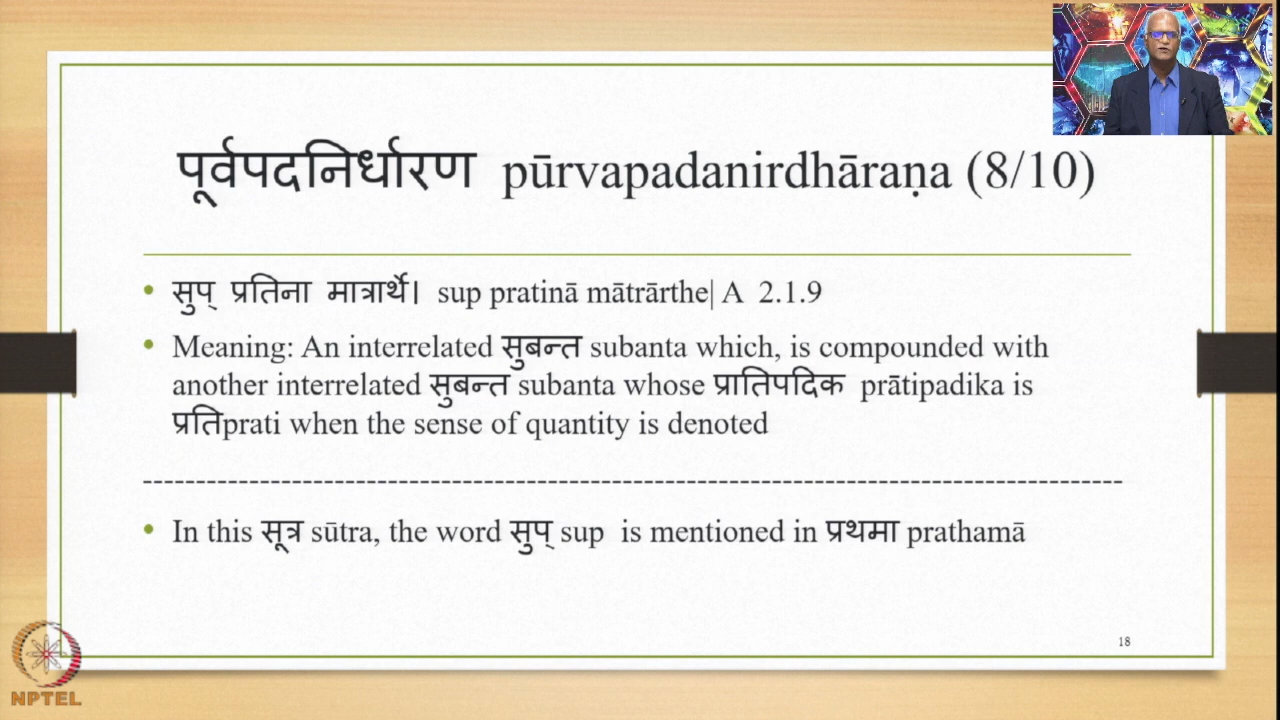 पूर्वपदनिर्धारण pūrvapadanirdhāraṇa (8/10)
• सुप् प्रतिना मात्रार्थे। sup pratinā mātrārthe| A 2.1.9
• Meaning: An interrelated सुबन्त subanta which, is compounded with
another interrelated सुबन्त subanta whose प्रातिपदिक prātipadika is
प्रतिprati when the sense of quantity is denoted
--------------------------------------------------------------------------------------------
• In this सूत्र sūtra, the word सुप् sup is mentioned in प्रथमा prathamā
18
NPTEL